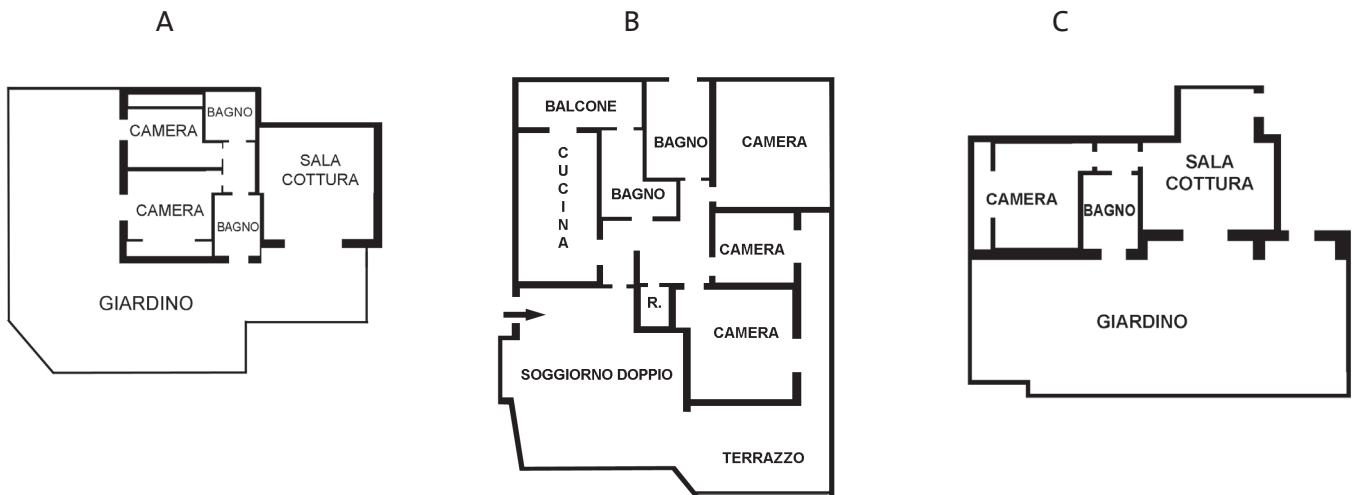 A
BAGNO
CAMERA
SALA
COTTURA
CAMERA
BAGNO
GIARDINO
B
BALCONE
BAGNO
CAMERA
CUCINA
BAGNO
CAMERA
R.
CAMERA
SOGGIORNO DOPPIO
TERRAZZO
C
SALA
COTTURA
CAMERA
BAGNO
GIARDINO